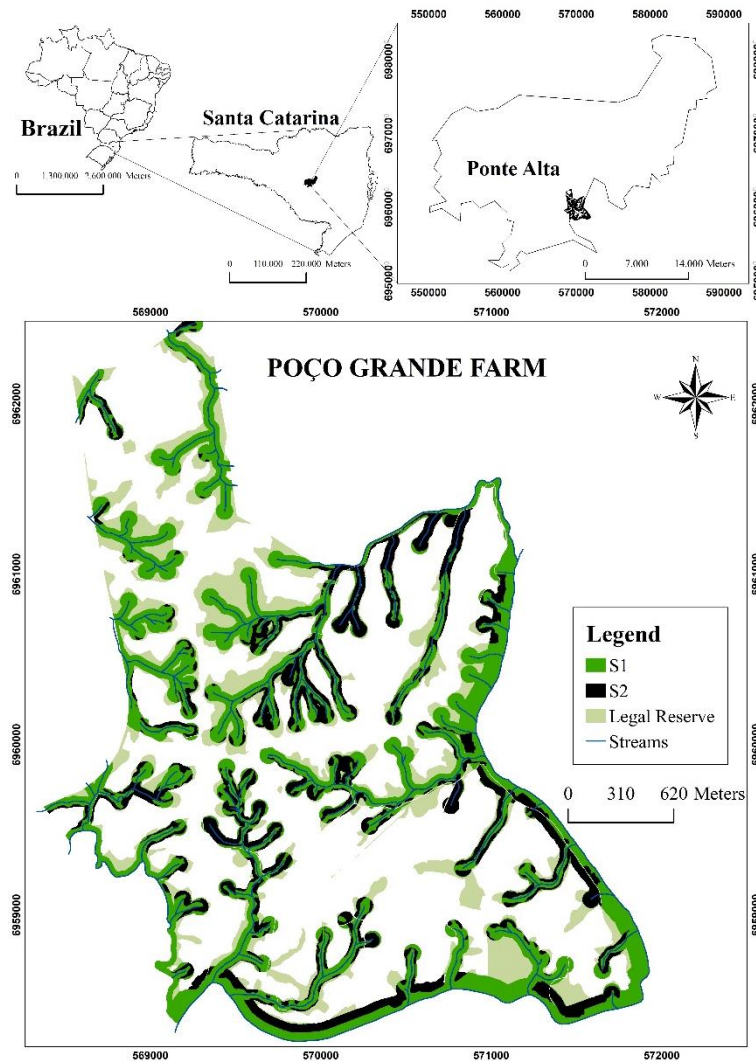 550000 560000 570000 580000 590000
Brazil
Santa Catarina
Ponte Alta
0 1.300.000 2.600.000 Meters
0 110.000 220.000 Meters
0 7.000 14.000 Meters
550000 560000 570000 580000 590000
569000 570000 571000 572000
POÇO GRANDE FARM
N
W E
S
6962000 6962000
6961000 6961000
6960000 6960000
6959000 6959000
Legend
S1
S2
Legal Reserve
Streams
0 310 620 Meters
569000 570000 571000 572000